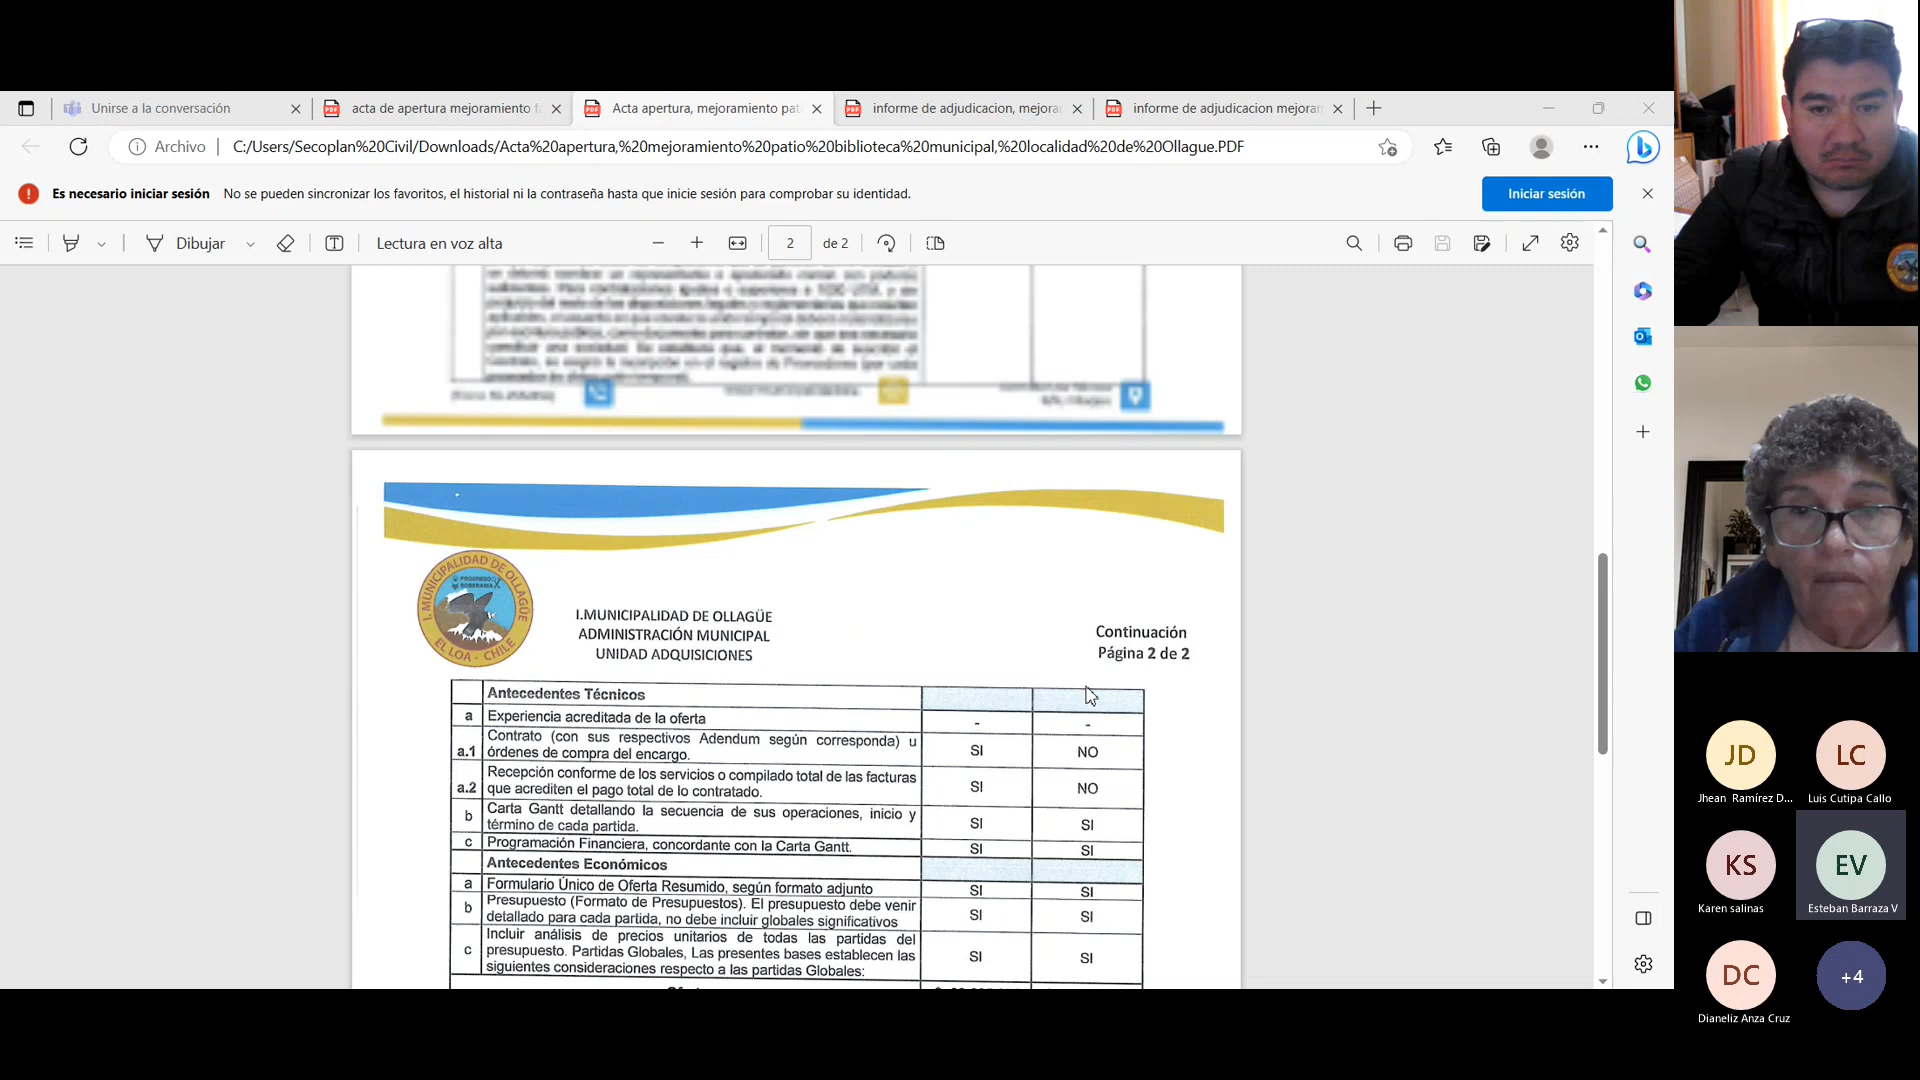 Unirse a la conversación
acta de apertura mejoramiento f
Acta apertura, mejoramiento pat
informe de adjudicacion, mejora
informe de adjudicacion mejoran
Archivo
C:/Users/Secoplan%20Civil/Downloads/Acta%20apertura,%20mejoramiento%20patio%20biblioteca%20municipal,%20localidad%20de%20Ollague.PDF
Es necesario iniciar sesión No se pueden sincronizar los favoritos, el historial ni la contraseña hasta que inicie sesión para comprobar su identidad.
Iniciar sesión
Dibujar
Lectura en voz alta
2 de 2
I. MUNICIPALIDAD DE OLLAGÜE
PROGRESO
SOBERANIA
EL LOA - CHILE
I.MUNICIPALIDAD DE OLLAGÜE
ADMINISTRACIÓN MUNICIPAL
UNIDAD ADQUISICIONES
Continuación
Página 2 de 2
Antecedentes Técnicos
a Experiencia acreditada de la oferta - -
Contrato (con sus respectivos Adendum según corresponda) u
a.1 órdenes de compra del encargo. SI NO
Recepción conforme de los servicios o compilado total de las facturas
a.2 que acrediten el pago total de lo contratado. SI NO
b Carta Gantt detallando la secuencia de sus operaciones, inicio y
término de cada partida. SI SI
c Programación Financiera, concordante con la Carta Gantt. SI SI
Antecedentes Económicos
a Formulario Único de Oferta Resumido, según formato adjunto SI SI
b Presupuesto (Formato de Presupuestos). El presupuesto debe venir
detallado para cada partida, no debe incluir globales significativos SI SI
Incluir análisis de precios unitarios de todas las partidas del
c presupuesto. Partidas Globales, Las presentes bases establecen las SI SI
siguientes consideraciones respecto a las partidas Globales:
JD
Jhean Ramírez D...
LC
Luis Cutipa Callo
KS
Karen salinas
EV
Esteban Barraza V
DC
Dianeliz Anza Cruz
+4